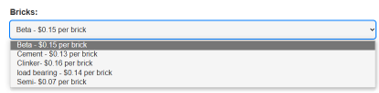 Bricks:
Beta - $0.15 per brick
Beta - $0.15 per brick
Cement - $0.13 per brick
Clinker- $0.16 per brick
load bearing - $0.14 per brick
Semi- $0.07 per brick